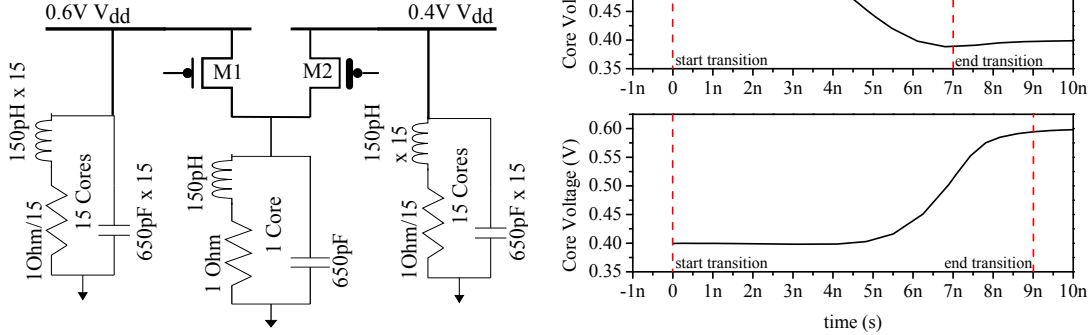 0.6V Vdd
0.4V Vdd
M1
M2
150pH x 15
1Ohm/15
15 Cores
650pF x 15
150pH
1 Ohm
1 Core
650pF
150pH
x 15
1Ohm/15
15 Cores
650pF x 15
Core Vol
0.45
0.40
0.35
start transition
end transition
-1n 0 1n 2n 3n 4n 5n 6n 7n 8n 9n 10n
Core Voltage (V)
0.60
0.55
0.50
0.45
0.40
0.35
start transition
end transition
-1n 0 1n 2n 3n 4n 5n 6n 7n 8n 9n 10n
time (s)